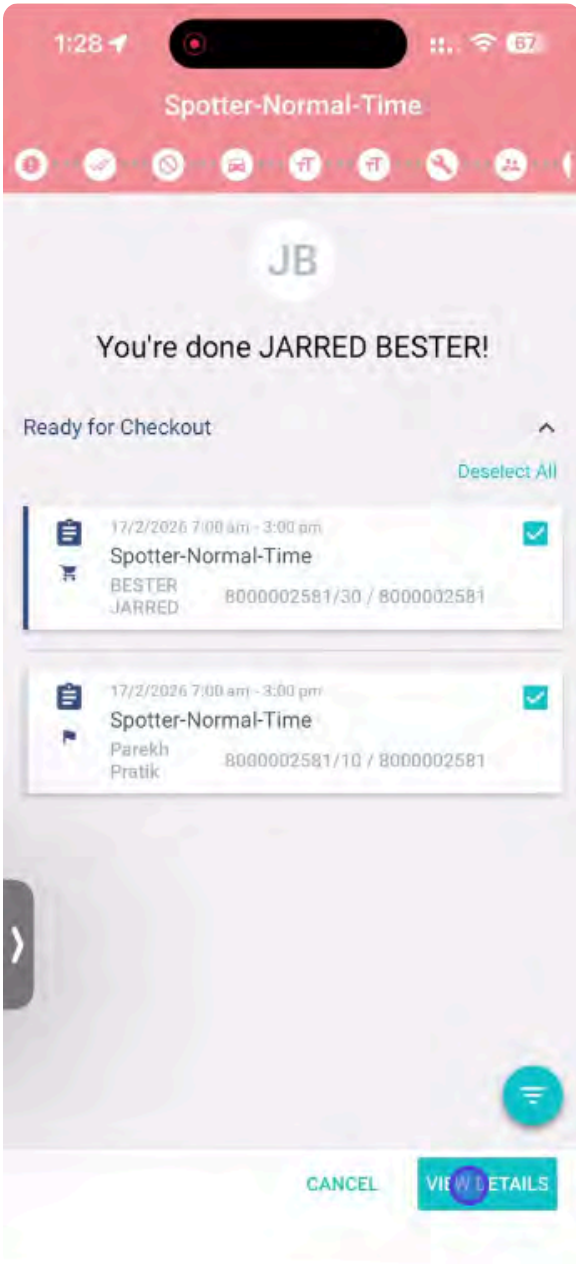 1:28
67
Spotter-Normal-Time
JB
You're done JARRED BESTER!
Ready for Checkout
Deselect All
17/2/2026 7:00 am - 3:00 pm
Spotter-Normal-Time
BESTER JARRED
8000002581/30 / 8000002581
17/2/2026 7:00 am - 3:00 pm
Spotter-Normal-Time
Parekh Pratik
8000002581/10 / 8000002581
CANCEL
VIEW DETAILS